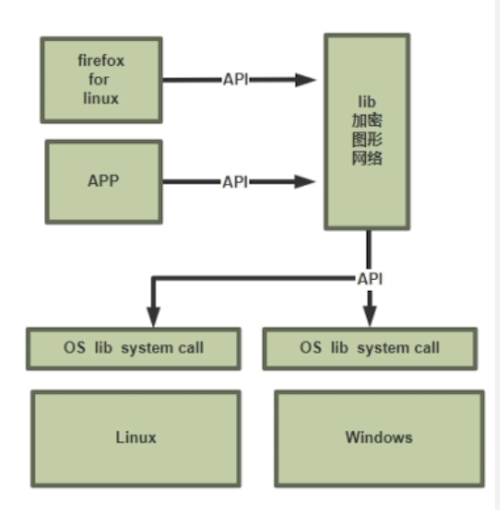 firefox
for
linux
API
lib
加密
图形
网络
APP
API
API
OS lib system call
OS lib system call
Linux
Windows